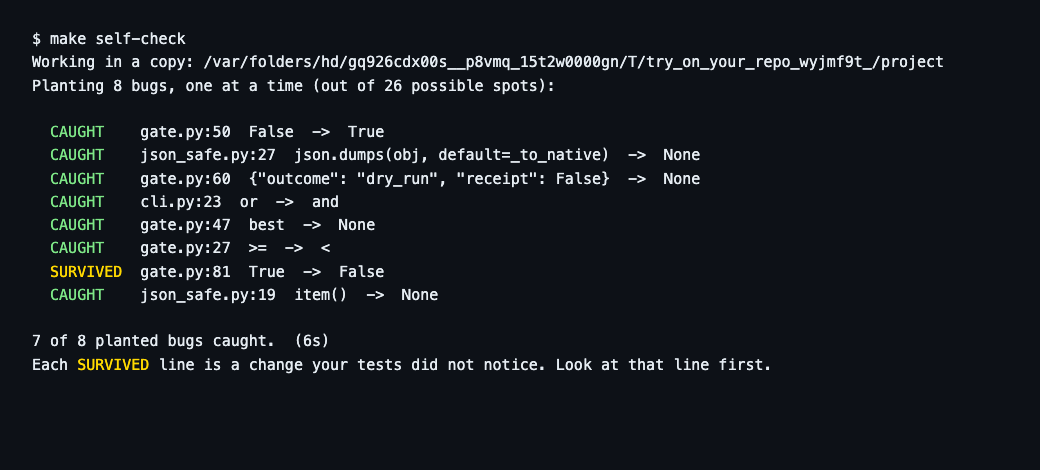 $ make self-check
Working in a copy: /var/folders/hd/gq926cdx00s__p8vmq_15t2w0000gn/T/try_on_your_repo_wyjmf9t_/project
Planting 8 bugs, one at a time (out of 26 possible spots):
CAUGHT gate.py:50 False -> True
CAUGHT json_safe.py:27 json.dumps(obj, default=_to_native) -> None
CAUGHT gate.py:60 {"outcome": "dry_run", "receipt": False} -> None
CAUGHT cli.py:23 or -> and
CAUGHT gate.py:47 best -> None
CAUGHT gate.py:27 >= -> <
SURVIVED gate.py:81 True -> False
CAUGHT json_safe.py:19 item() -> None
7 of 8 planted bugs caught. (6s)
Each SURVIVED line is a change your tests did not notice. Look at that line first.